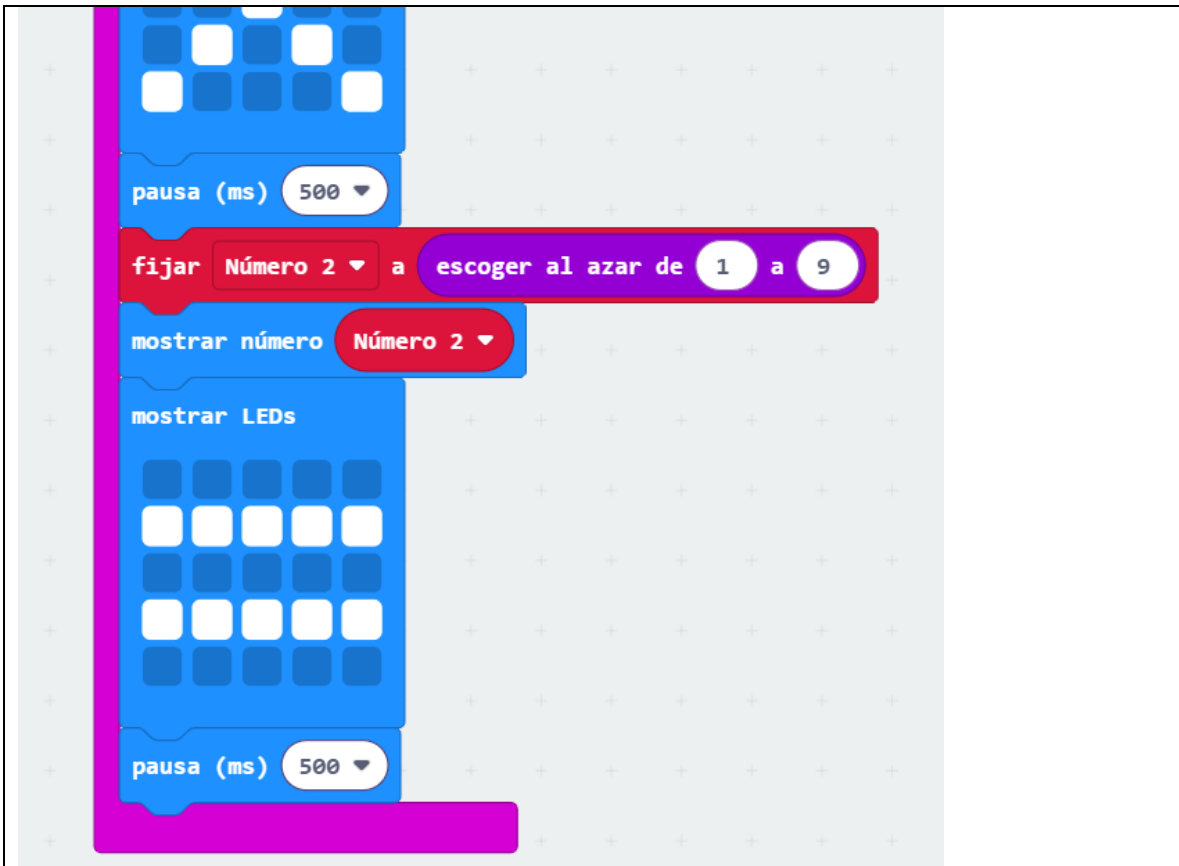 pausa (ms) 500
fijar Número 2 a escoger al azar de 1 a 9
mostrar número Número 2
mostrar LEDs
pausa (ms) 500